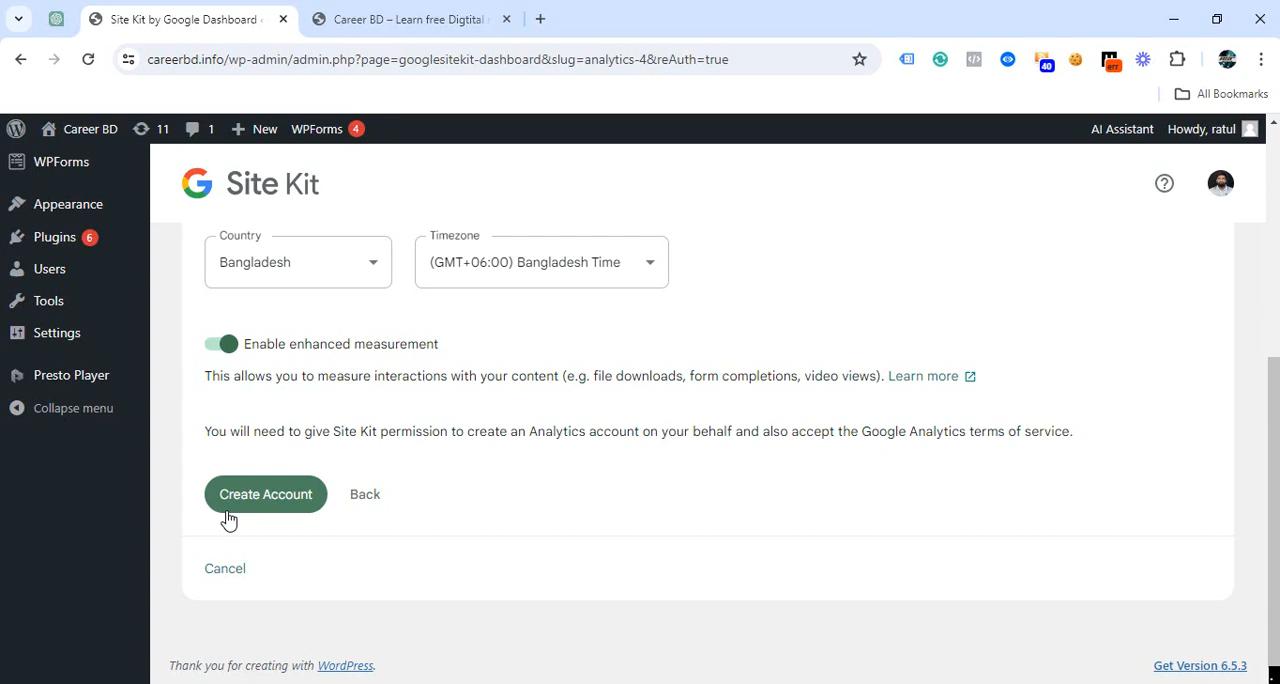 Site Kit by Google Dashboard
Career BD – Learn free Digtital
careerbd.info/wp-admin/admin.php?page=googlesitekit-dashboard&slug=analytics-4&reAuth=true
40
err
All Bookmarks
Career BD
11
1
New
WPForms 4
AI Assistant
Howdy, ratul
WPForms
Appearance
Plugins 6
Users
Tools
Settings
Presto Player
Collapse menu
Site Kit
Country
Bangladesh
Timezone
(GMT+06:00) Bangladesh Time
Enable enhanced measurement
This allows you to measure interactions with your content (e.g. file downloads, form completions, video views). Learn more
You will need to give Site Kit permission to create an Analytics account on your behalf and also accept the Google Analytics terms of service.
Create Account
Back
Cancel
Thank you for creating with WordPress.
Get Version 6.5.3